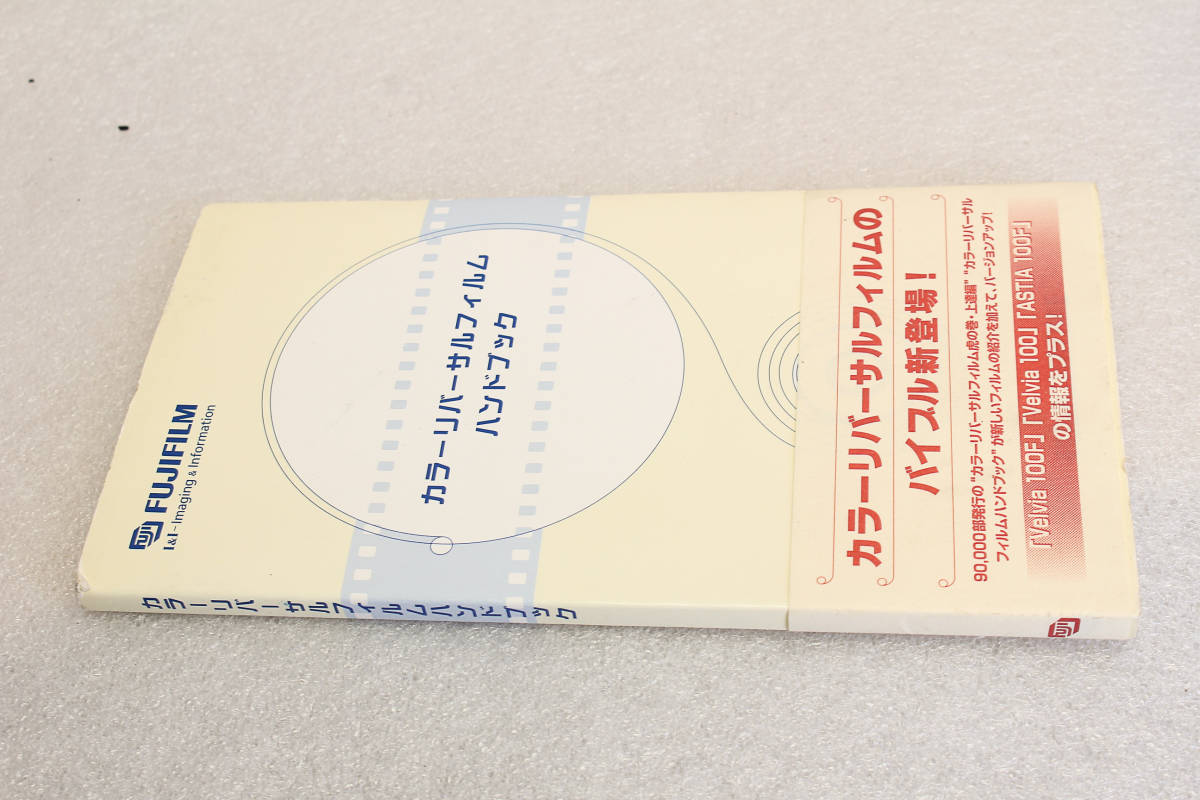 FUJIFILM
I&I-Imaging & Information
カラーリバーサルフィルム
ハンドブック
カラーリバーサルフィルムの
バイブル新登場!
90,000部発行の"カラーリバーサルフィルム虎の巻・上達編" "カラーリバーサル
フィルムハンドブック"が新しいフィルムの紹介を加えて、バージョンアップ!
「Velvia 100F」「Velvia 100」「ASTIA 100F」
の情報をプラス!
カラーリバーサルフィルムハンドブック